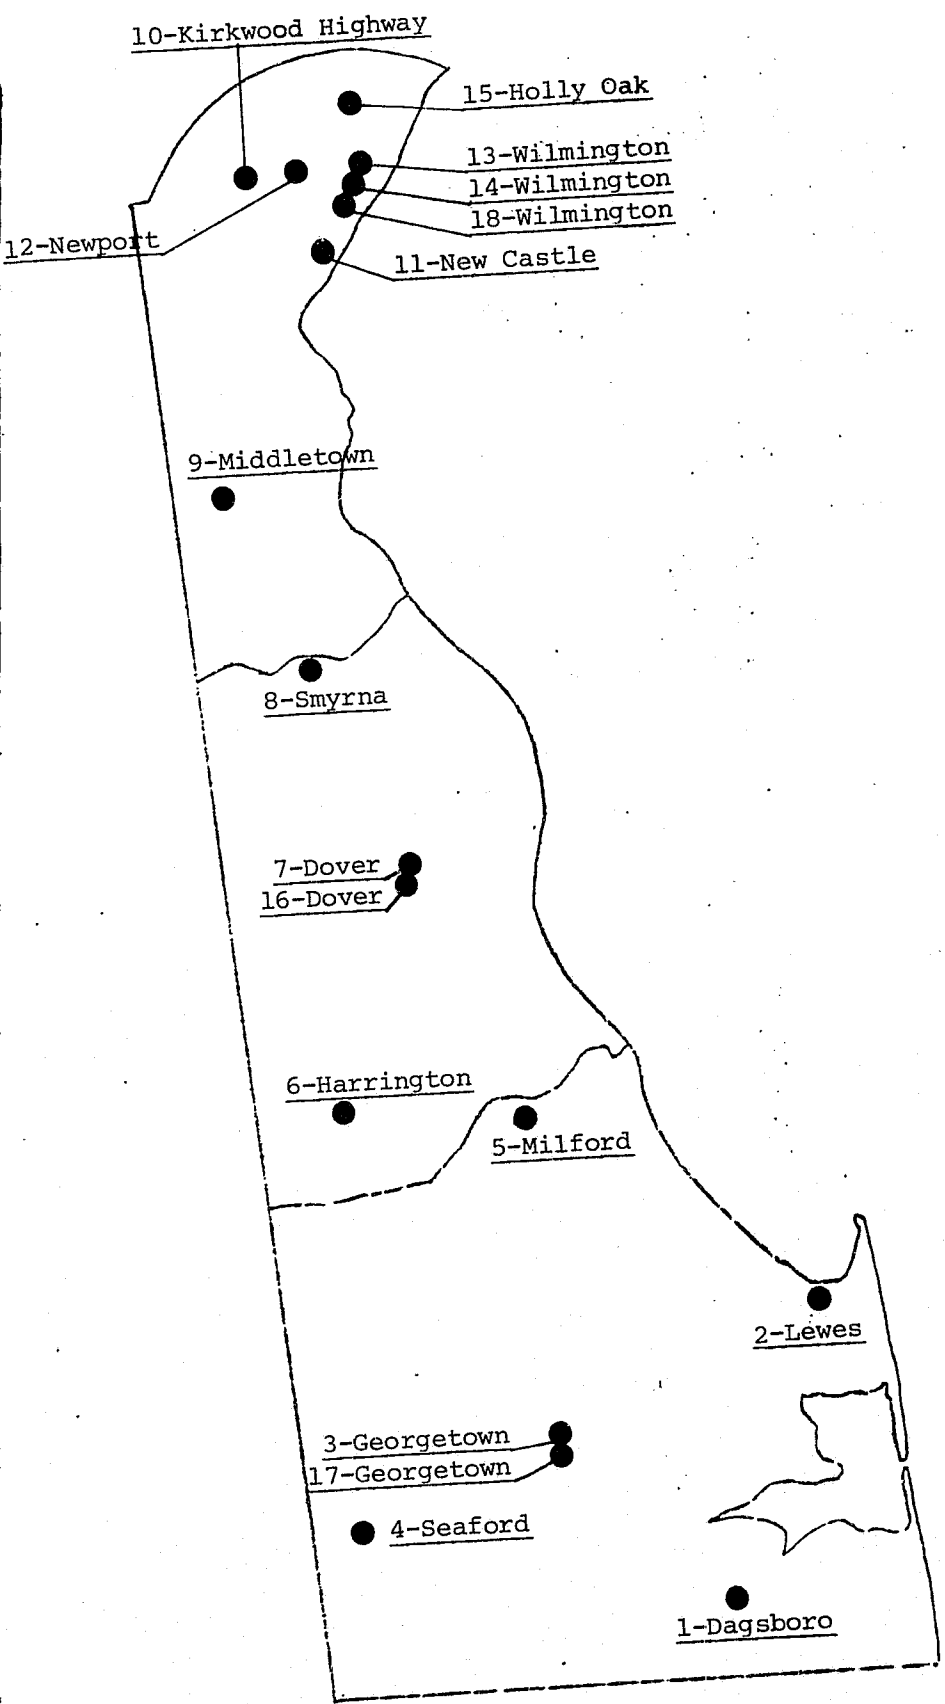 10-Kirkwood Highway
15-Holly Oak
13-Wilmington
14-Wilmington
18-Wilmington
12-Newport
11-New Castle
9-Middletown
8-Smyrna
7-Dover
16-Dover
6-Harrington
5-Milford
2-Lewes
3-Georgetown
17-Georgetown
4-Seaford
1-Dagsboro